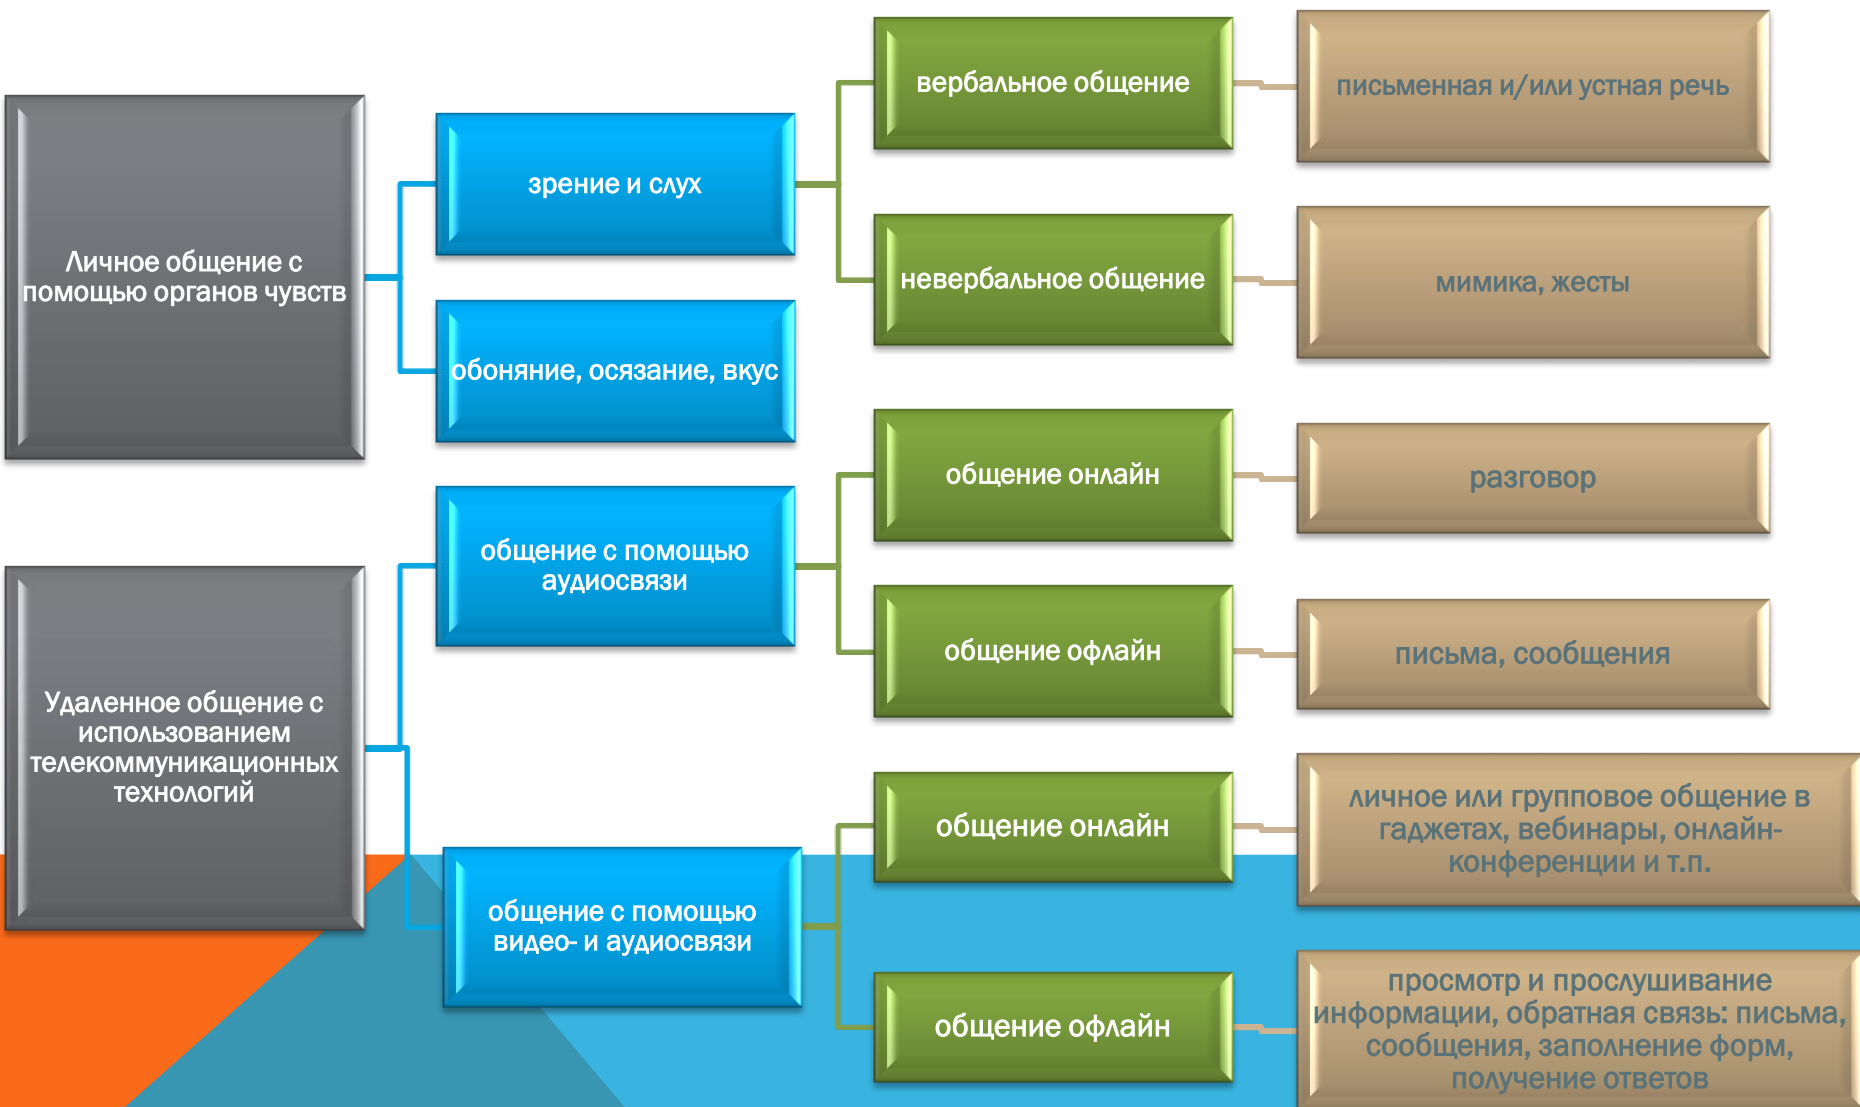 Личное общение с
помощью органов чувств
зрение и слух
вербальное общение
письменная и/или устная речь
невербальное общение
мимика, жесты
обоняние, осязание, вкус
Удаленное общение с
использованием
телекоммуникационных
технологий
общение с помощью
аудиосвязи
общение онлайн
разговор
общение офлайн
письма, сообщения
общение с помощью
видео- и аудиосвязи
общение онлайн
личное или групповое общение в
гаджетах, вебинары, онлайн-
конференции и т.п.
общение офлайн
просмотр и прослушивание
информации, обратная связь: письма,
сообщения, заполнение форм,
получение ответов